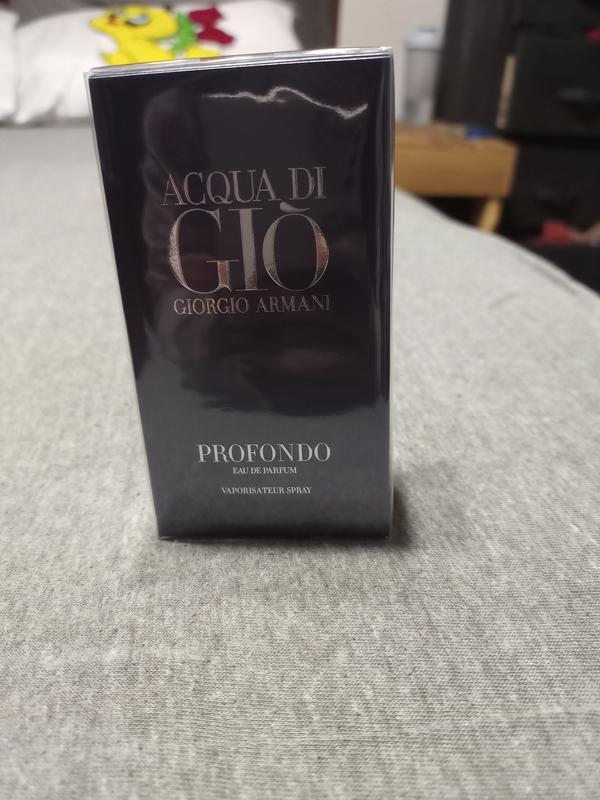 ACQUA DI
GIÒ
GIORGIO ARMANI
PROFONDO
EAU DE PARFUM
VAPORISATEUR SPRAY